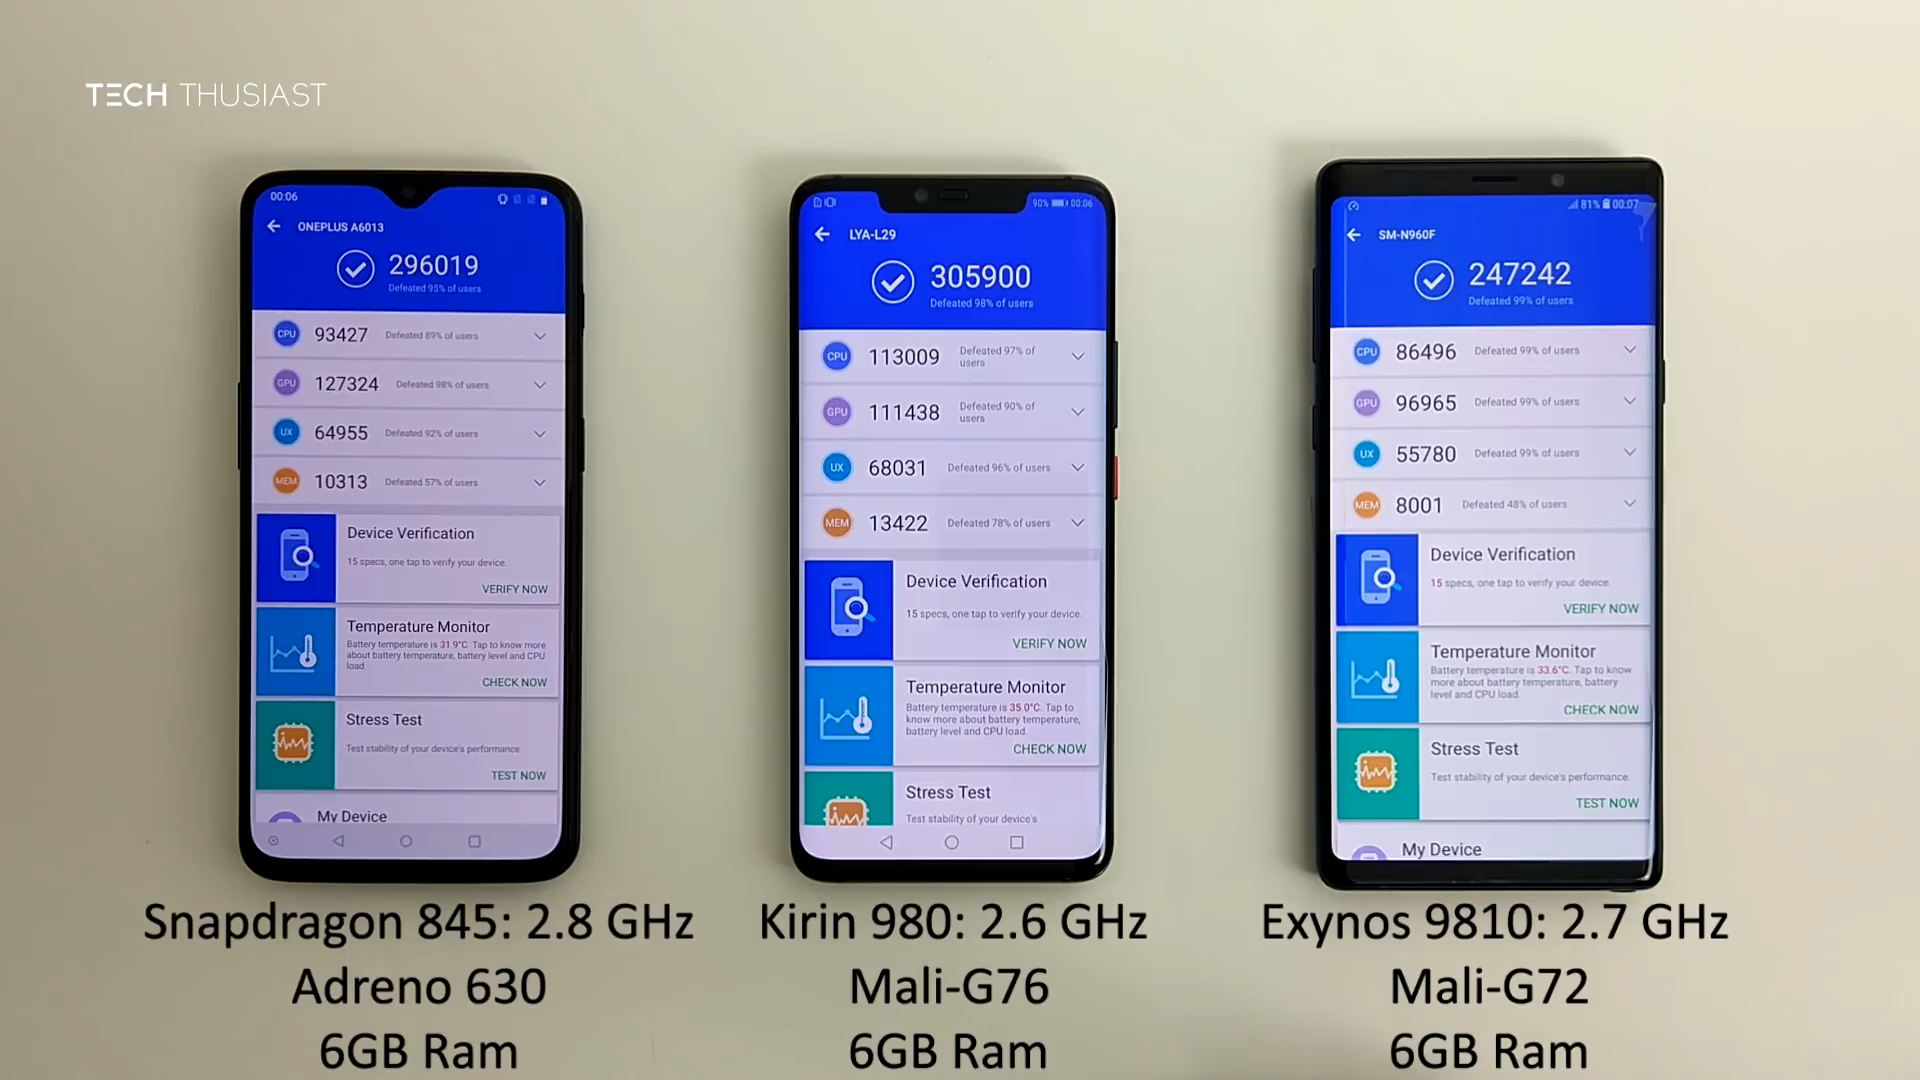 TECH THUSIAST
00:06
ONEPLUS A6013
296019
Defeated 95% of users
CPU 93427 Defeated 89% of users
GPU 127324 Defeated 98% of users
UX 64955 Defeated 92% of users
MEM 10313 Defeated 57% of users
Device Verification
15 specs, one tap to verify your device.
VERIFY NOW
Temperature Monitor
Battery temperature is 31.9°C. Tap to know more
about battery temperature, battery level and CPU
load
CHECK NOW
Stress Test
Test stability of your device's performance
TEST NOW
My Device
90% 00:06
LYA-L29
305900
Defeated 98% of users
CPU 113009 Defeated 97% of
users
GPU 111438 Defeated 90% of
users
UX 68031 Defeated 96% of users
MEM 13422 Defeated 78% of users
Device Verification
15 specs, one tap to verify your device.
VERIFY NOW
Temperature Monitor
Battery temperature is 35.0°C. Tap to
know more about battery temperature,
battery level and CPU load.
CHECK NOW
Stress Test
Test stability of your device's
81% 00:07
SM-N960F
247242
Defeated 99% of users
CPU 86496 Defeated 99% of users
GPU 96965 Defeated 99% of users
UX 55780 Defeated 99% of users
MEM 8001 Defeated 48% of users
Device Verification
15 specs, one tap to verify your device.
VERIFY NOW
Temperature Monitor
Battery temperature is 33.6°C. Tap to know
more about battery temperature, battery
level and CPU load.
CHECK NOW
Stress Test
Test stability of your device's performance.
TEST NOW
My Device
Snapdragon 845: 2.8 GHz
Adreno 630
6GB Ram
Kirin 980: 2.6 GHz
Mali-G76
6GB Ram
Exynos 9810: 2.7 GHz
Mali-G72
6GB Ram